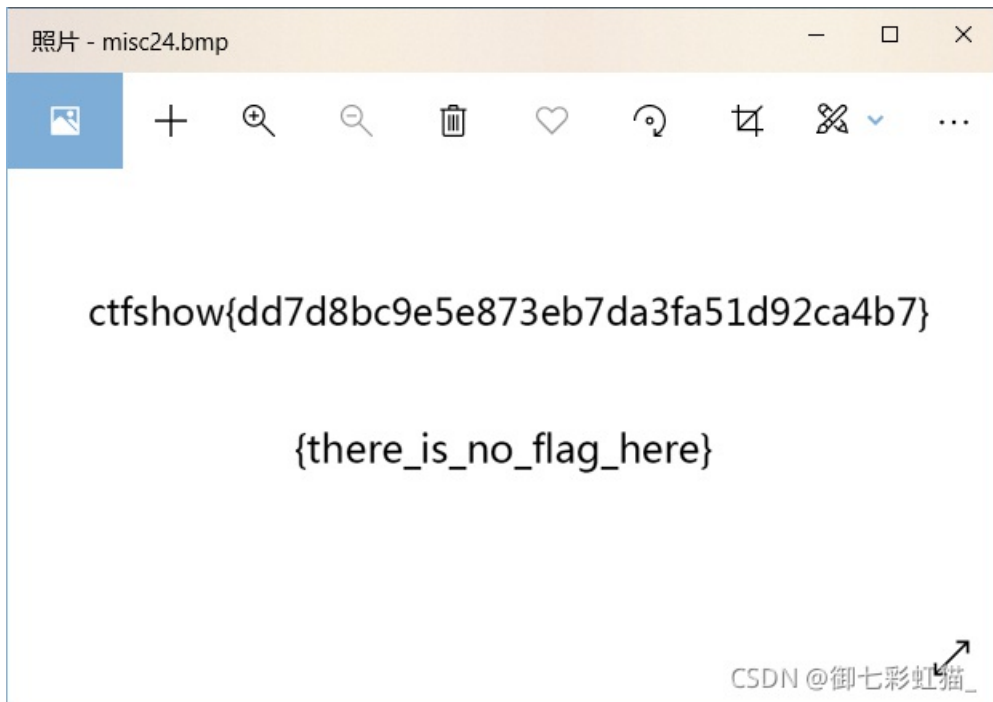 照片 - misc24.bmp
ctfshow{dd7d8bc9e5e873eb7da3fa51d92ca4b7}
{there_is_no_flag_here}
CSDN @御七彩虹猫_